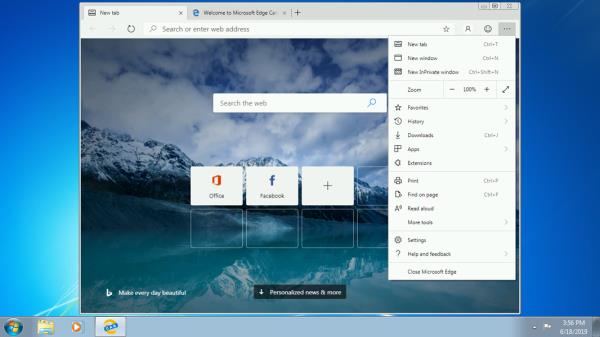 New tab
Welcome to Microsoft Edge Can
Search or enter web address
New tab Ctrl+T
New window Ctrl+N
New InPrivate window Ctrl+Shift+N
Zoom 100%
Favorites
History
Downloads Ctrl+J
Apps
Extensions
Print Ctrl+P
Find on page Ctrl+F
Read aloud
More tools
Settings
Help and feedback
Close Microsoft Edge
Search the web
Office
Facebook
Make every day beautiful
Personalized news & more
CAN
3:56 PM
6/18/2019